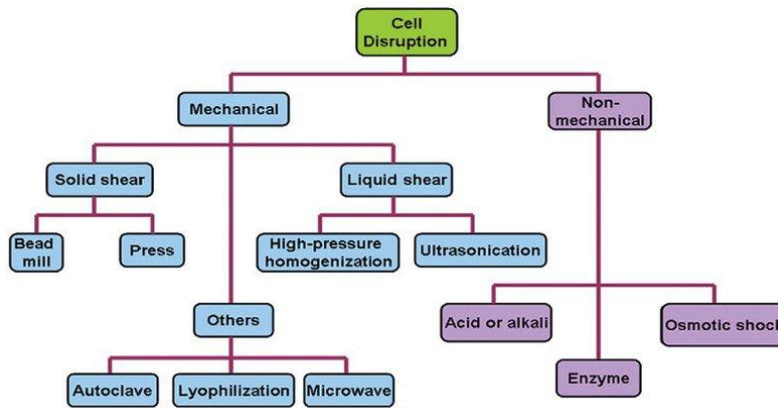 Cell
Disruption
Mechanical
Non-
mechanical
Solid shear
Liquid shear
Bead
mill
Press
High-pressure
homogenization
Ultrasonication
Others
Acid or alkali
Osmotic shock
Enzyme
Autoclave
Lyophilization
Microwave